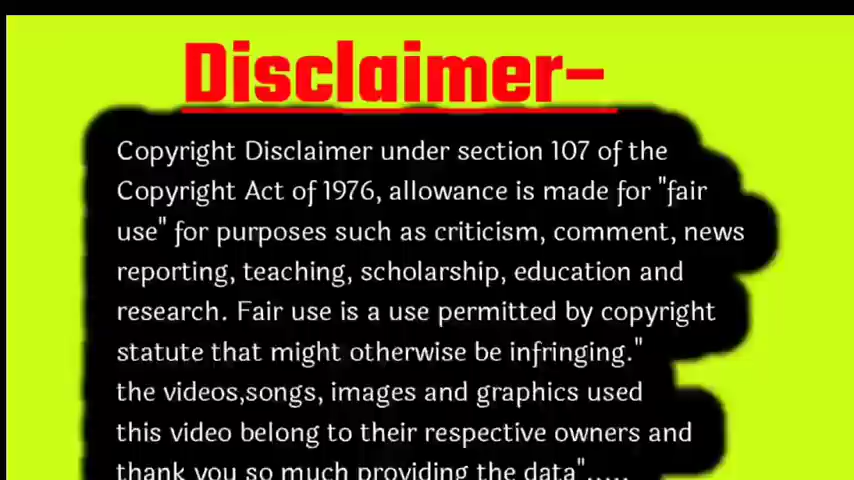 Disclaimer-
Copyright Disclaimer under section 107 of the
Copyright Act of 1976, allowance is made for "fair
use" for purposes such as criticism, comment, news
reporting, teaching, scholarship, education and
research. Fair use is a use permitted by copyright
statute that might otherwise be infringing."
the videos,songs, images and graphics used
this video belong to their respective owners and
thank you so much providing the data".....